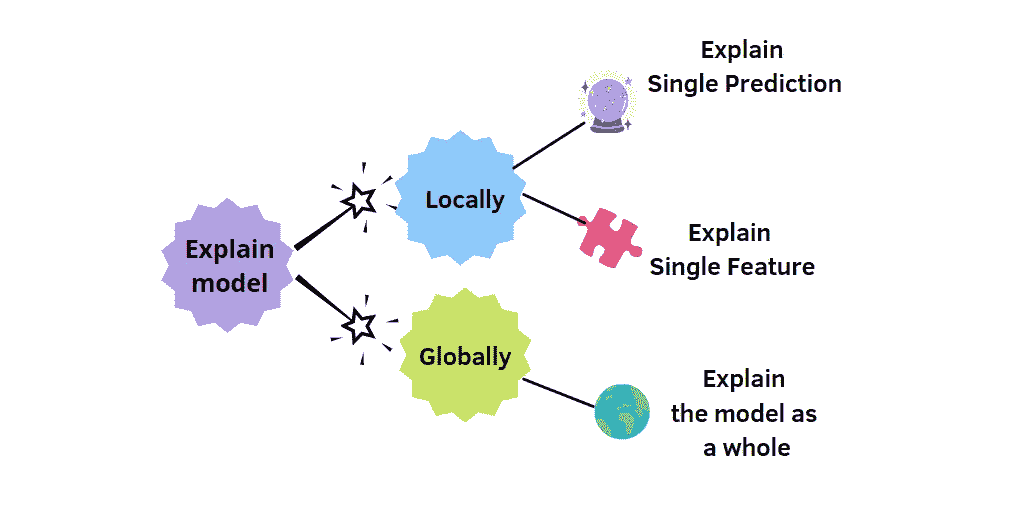 Explain
model
Locally
Globally
Explain
Single Prediction
Explain
Single Feature
Explain
the model as
a whole